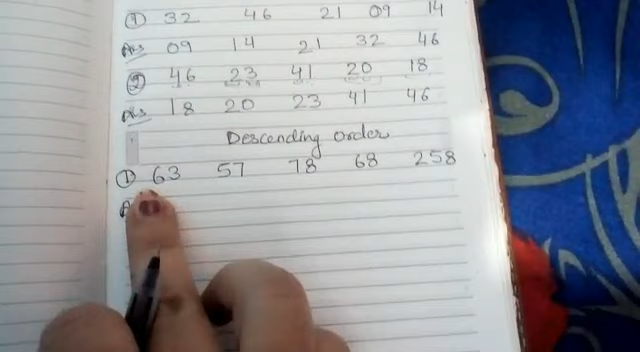 ① 32 46 21 09 14
Ans 09 14 21 32 46
② 46 23 41 20 18
Ans 18 20 23 41 46
Descending order
① 63 57 78 68 258